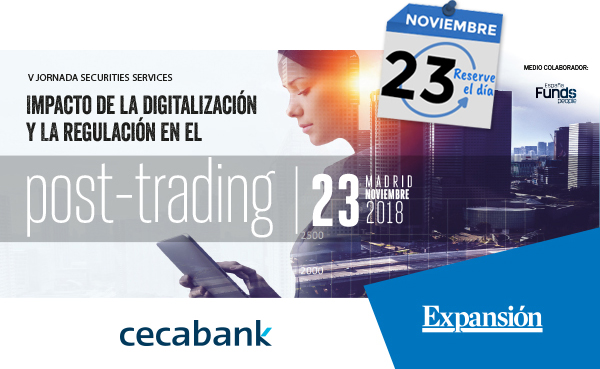 NOVIEMBRE
23
Reserve
el día
MEDIO COLABORADOR:
España
Funds
people
V JORNADA SECURITIES SERVICES
IMPACTO DE LA DIGITALIZACIÓN
Y LA REGULACIÓN EN EL
post-trading
23
MADRID
NOVIEMBRE
2018
2500
2000
cecabank
Expansión